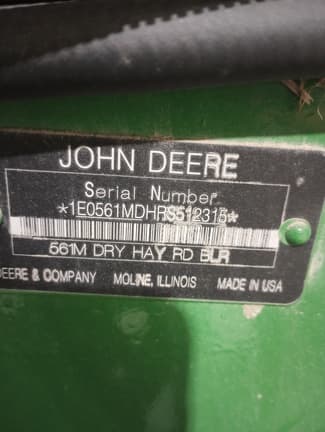 JOHN DEERE
Serial Number
*1E0561MDHRS512315*
561M DRY HAY RD BLR
DEERE & COMPANY MOLINE, ILLINOIS MADE IN USA